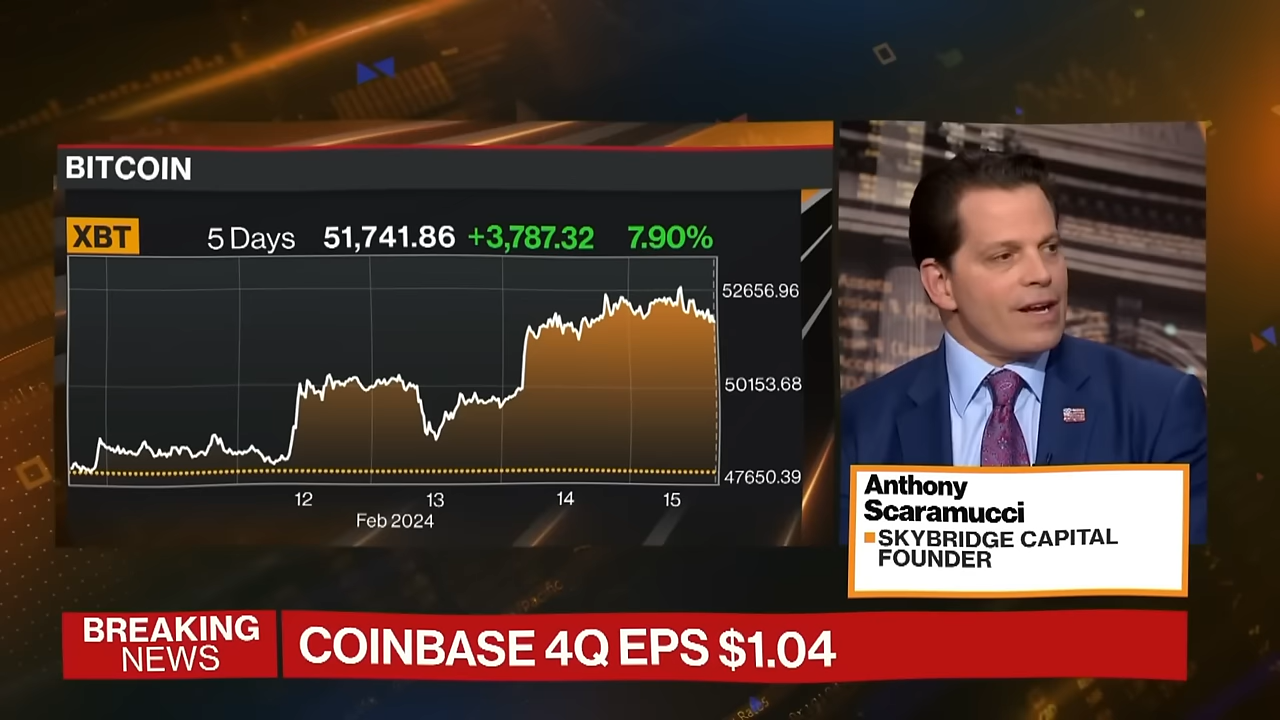 BITCOIN
XBT 5 Days 51,741.86 +3,787.32 7.90%
52656.96
50153.68
47650.39
12 13 14 15
Feb 2024
Anthony
Scaramucci
SKYBRIDGE CAPITAL
FOUNDER
BREAKING
NEWS
COINBASE 4Q EPS $1.04